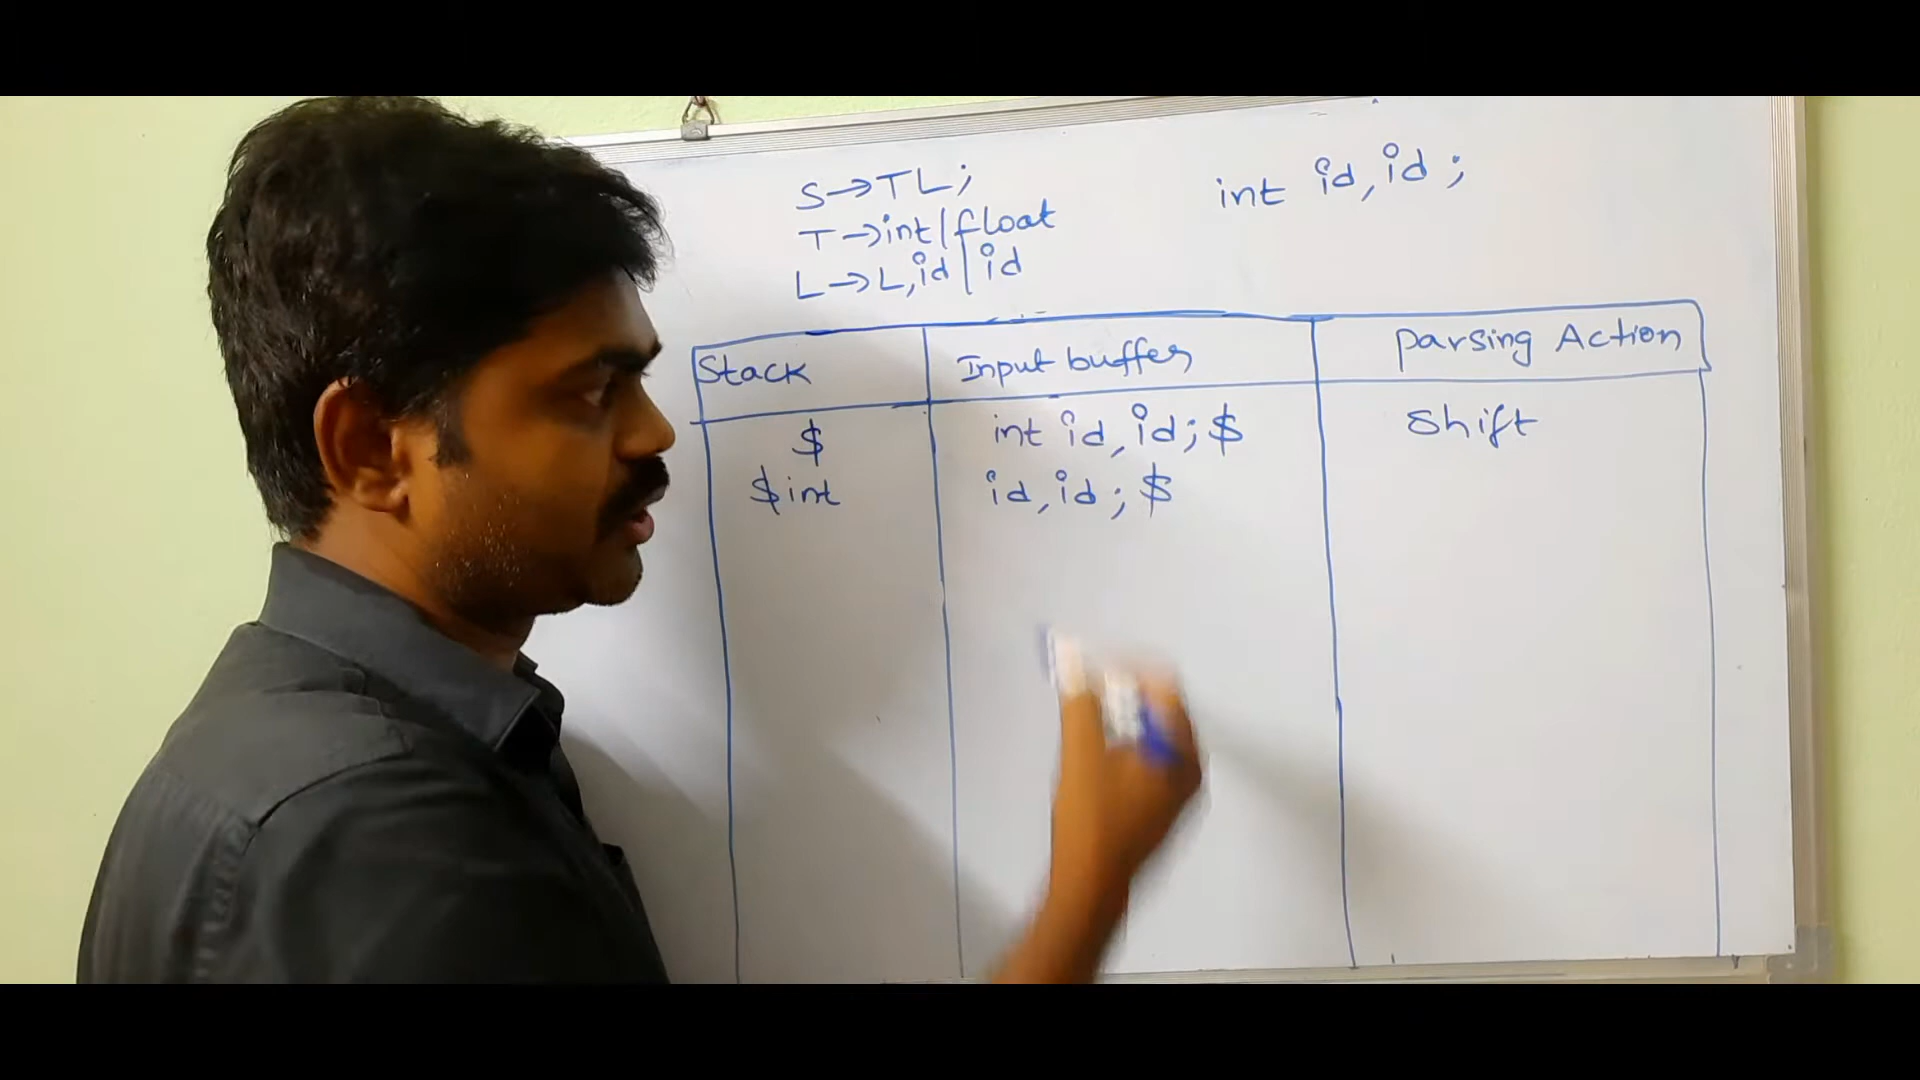 S→TL;
int id,id;
T→int|float
L→L,id|id
Stack Input buffer parsing Action
$ int id,id;$ Shift
$int id,id;$